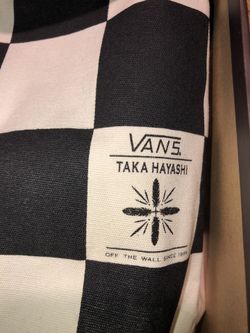 VANS
TAKA HAYASHI
OFF THE WALL SINCE 1966